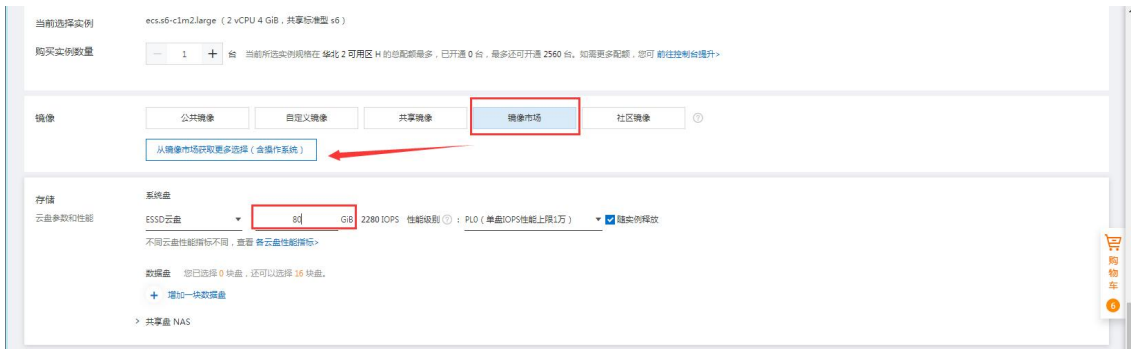 当前选择实例 ecs.s6-c1m2.large （ 2 vCPU 4 GiB，共享标准型 s6 ）
购买实例数量 — 1 + 台 当前所选实例规格在 华北 2 可用区 H 的总配额最多，已开通 0 台，最多还可开通 2560 台。如需更多配额，您可 前往控制台提升>
镜像 公共镜像 自定义镜像 共享镜像 镜像市场 社区镜像 ?
从镜像市场获取更多选择（含操作系统）
存储 系统盘
云盘参数和性能 ESSD云盘 80 GiB 2280 IOPS 性能级别 ? ： PL0（单盘IOPS性能上限1万） 随实例释放
不同云盘性能指标不同，查看 各云盘性能指标>
数据盘 您已选择 0 块盘，还可以选择 16 块盘。
+ 增加一块数据盘
> 共享盘 NAS
购物车
6